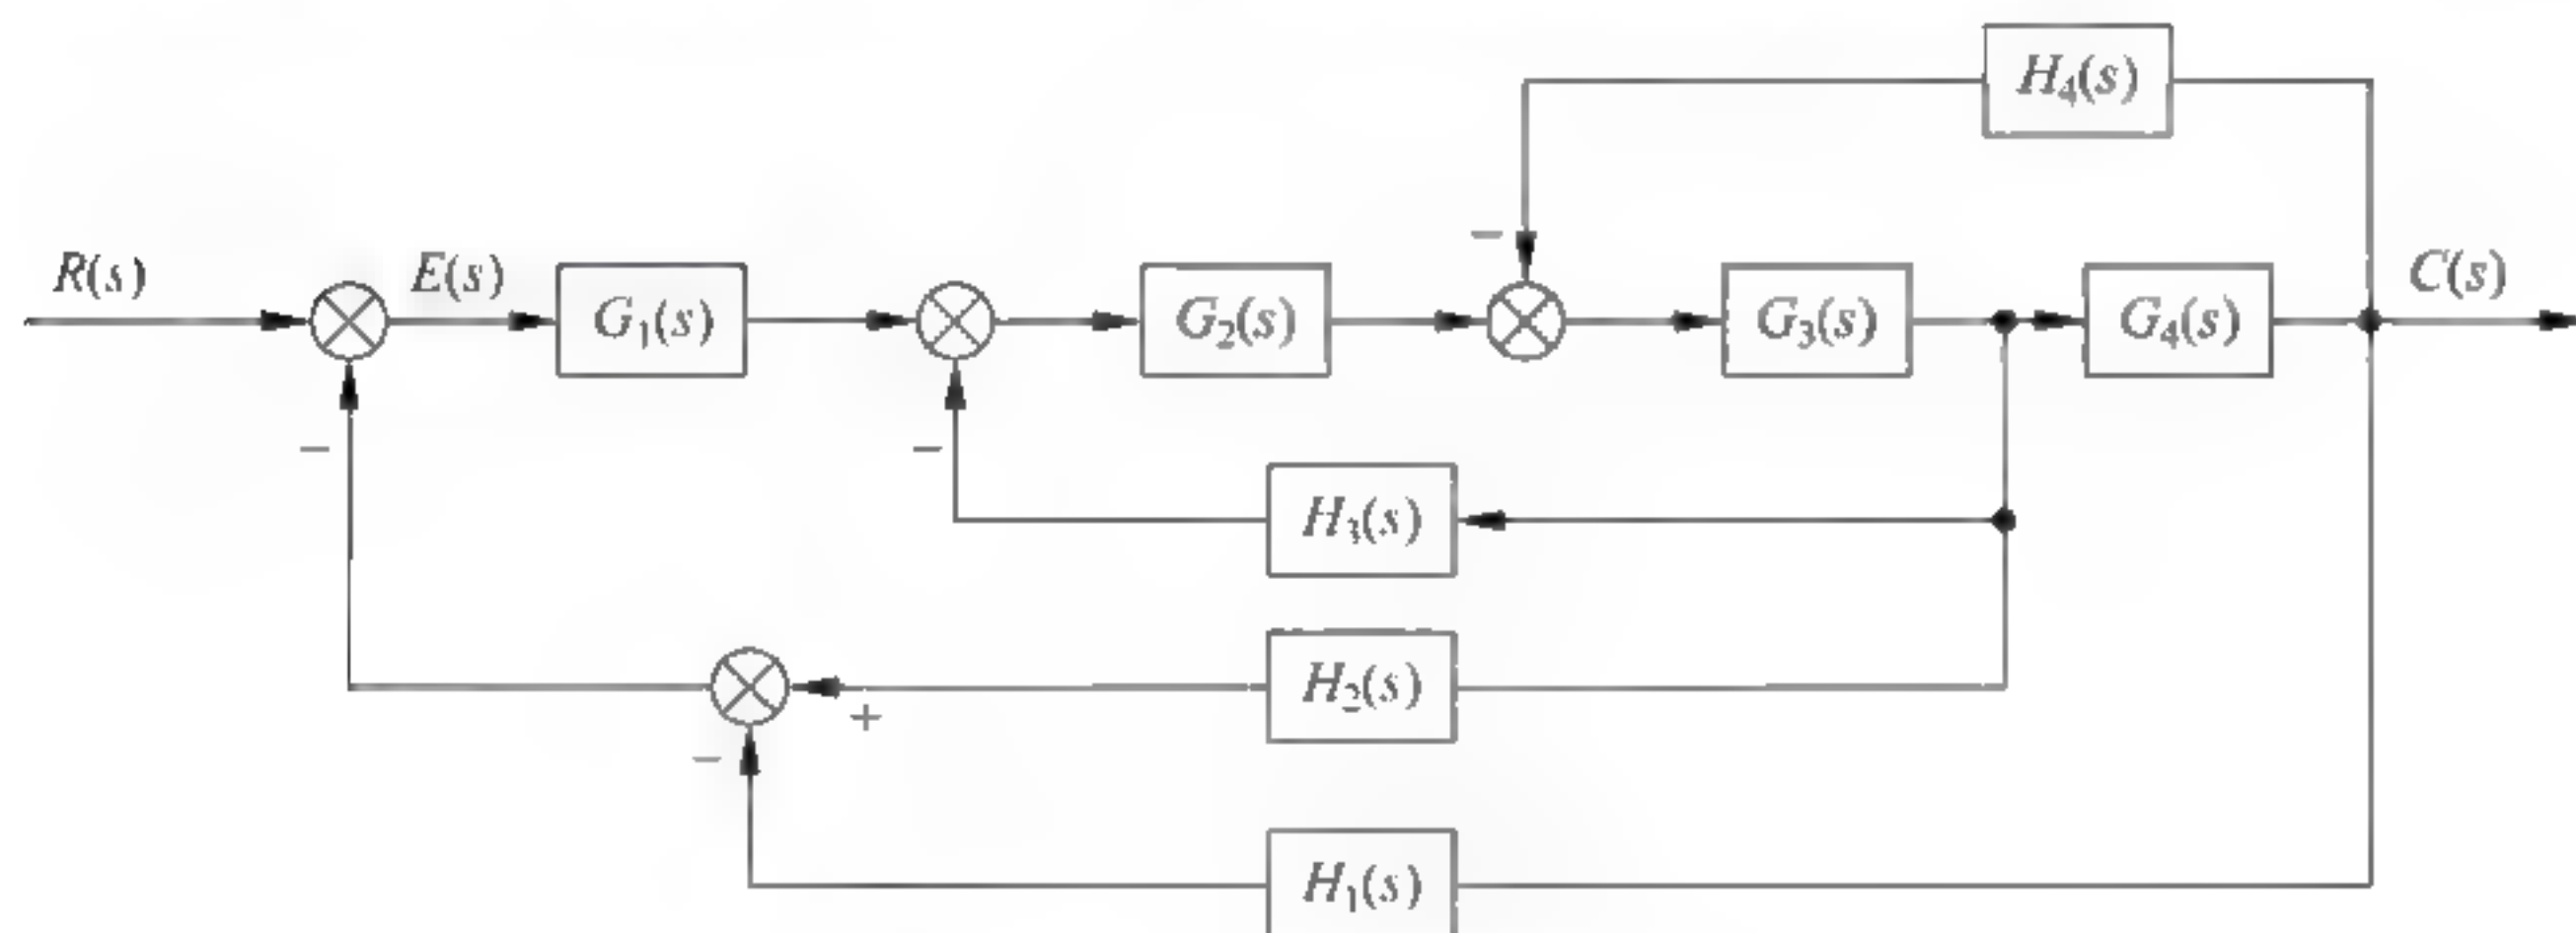 H₄(s)
−
R(s)
E(s)
G₁(s)
G₂(s)
G₃(s)
G₄(s)
C(s)
−
−
H₃(s)
H₂(s)
+
−
H₁(s)